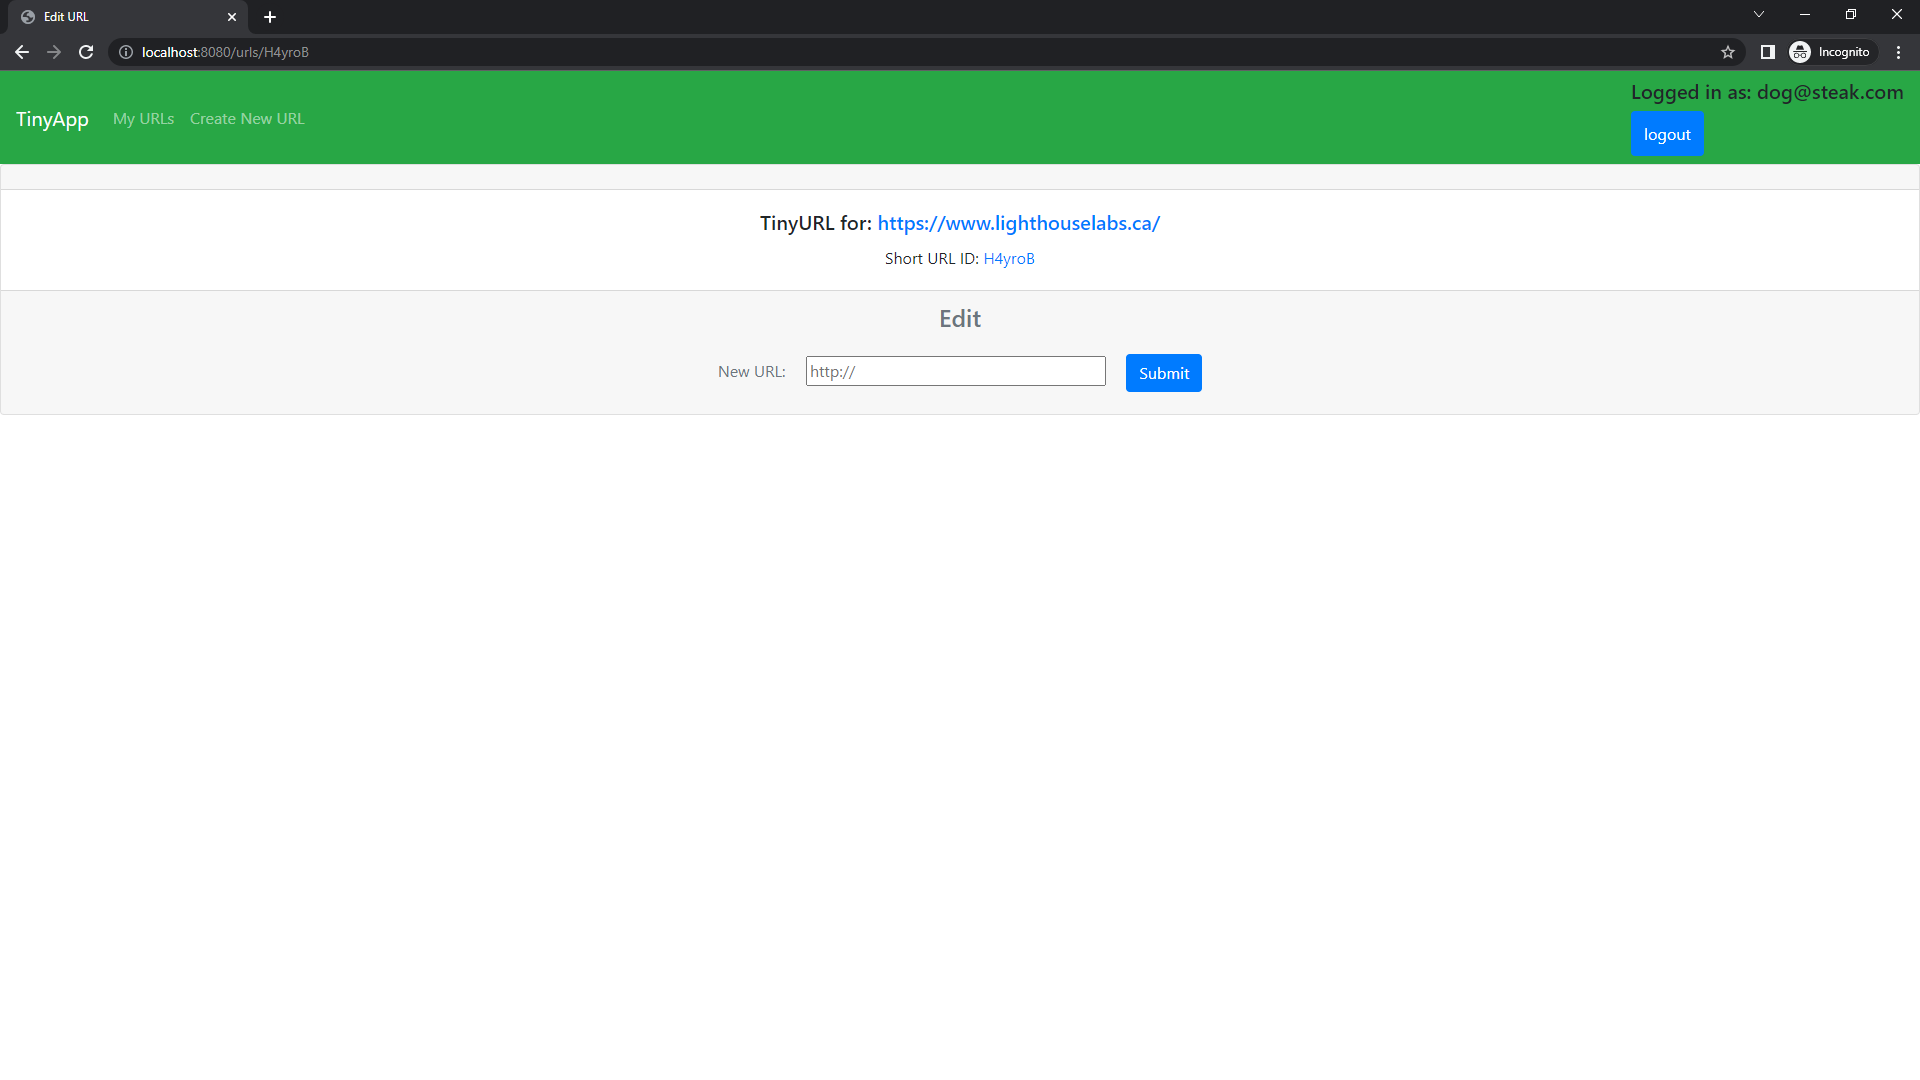 Edit URL
localhost:8080/urls/H4yroB
Incognito
TinyApp
My URLs
Create New URL
Logged in as: dog@steak.com
logout
TinyURL for: https://www.lighthouselabs.ca/
Short URL ID: H4yroB
Edit
New URL:
http://
Submit